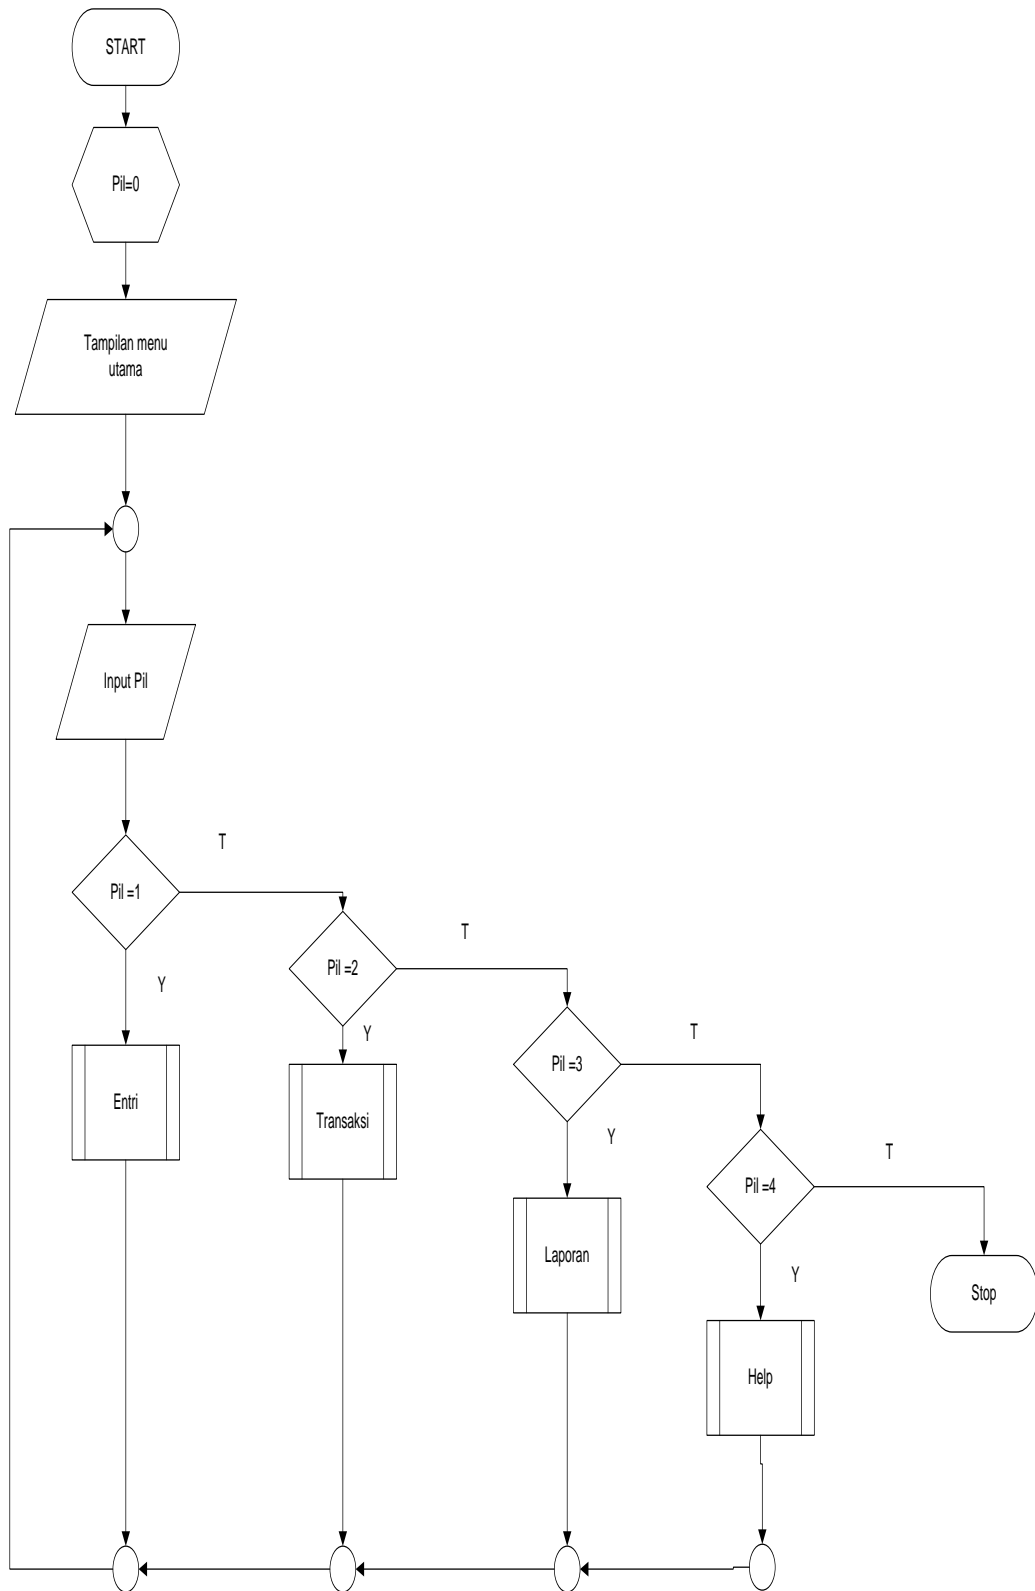 START
Pil=0
Tampilan menu
utama
Input Pil
T
Pil =1
T
Pil =2
Y
T
Y
Pil =3
Entri
Transaksi
Y
T
Pil =4
Laporan
Y
Stop
Help